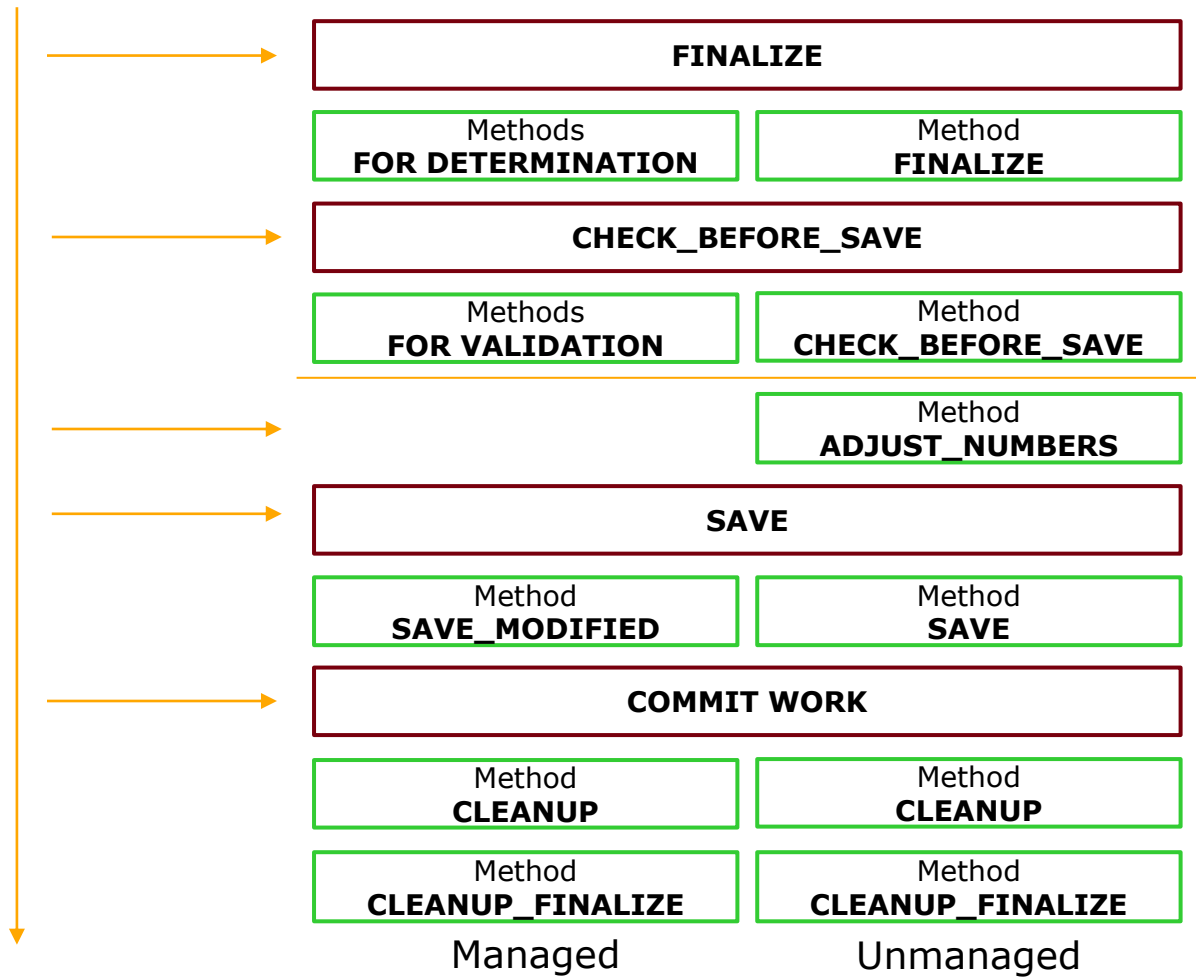 FINALIZE
Methods
FOR DETERMINATION
Method
FINALIZE
CHECK_BEFORE_SAVE
Methods
FOR VALIDATION
Method
CHECK_BEFORE_SAVE
Method
ADJUST_NUMBERS
SAVE
Method
SAVE_MODIFIED
Method
SAVE
COMMIT WORK
Method
CLEANUP
Method
CLEANUP
Method
CLEANUP_FINALIZE
Method
CLEANUP_FINALIZE
Managed
Unmanaged